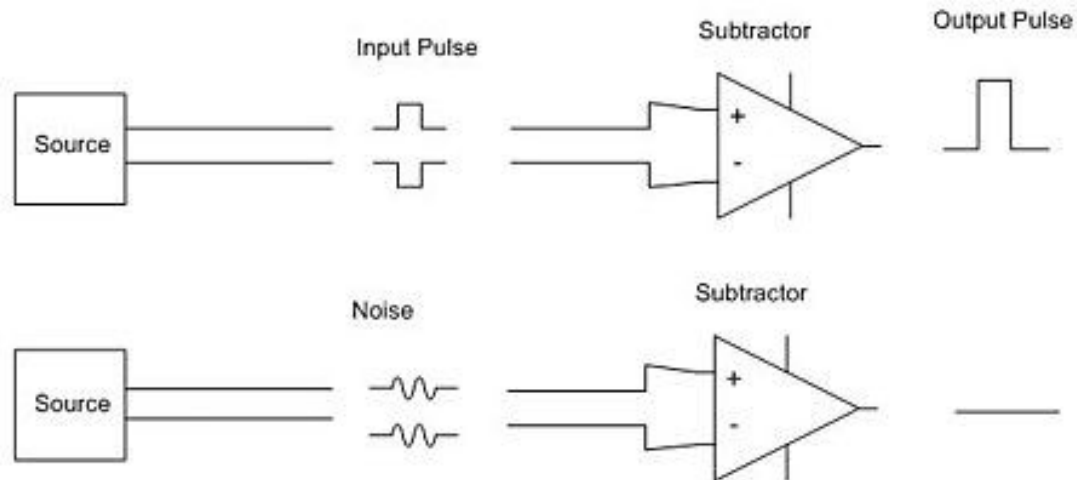 Output Pulse
Subtractor
Input Pulse
Source
+
-
Subtractor
Noise
Source
+
-